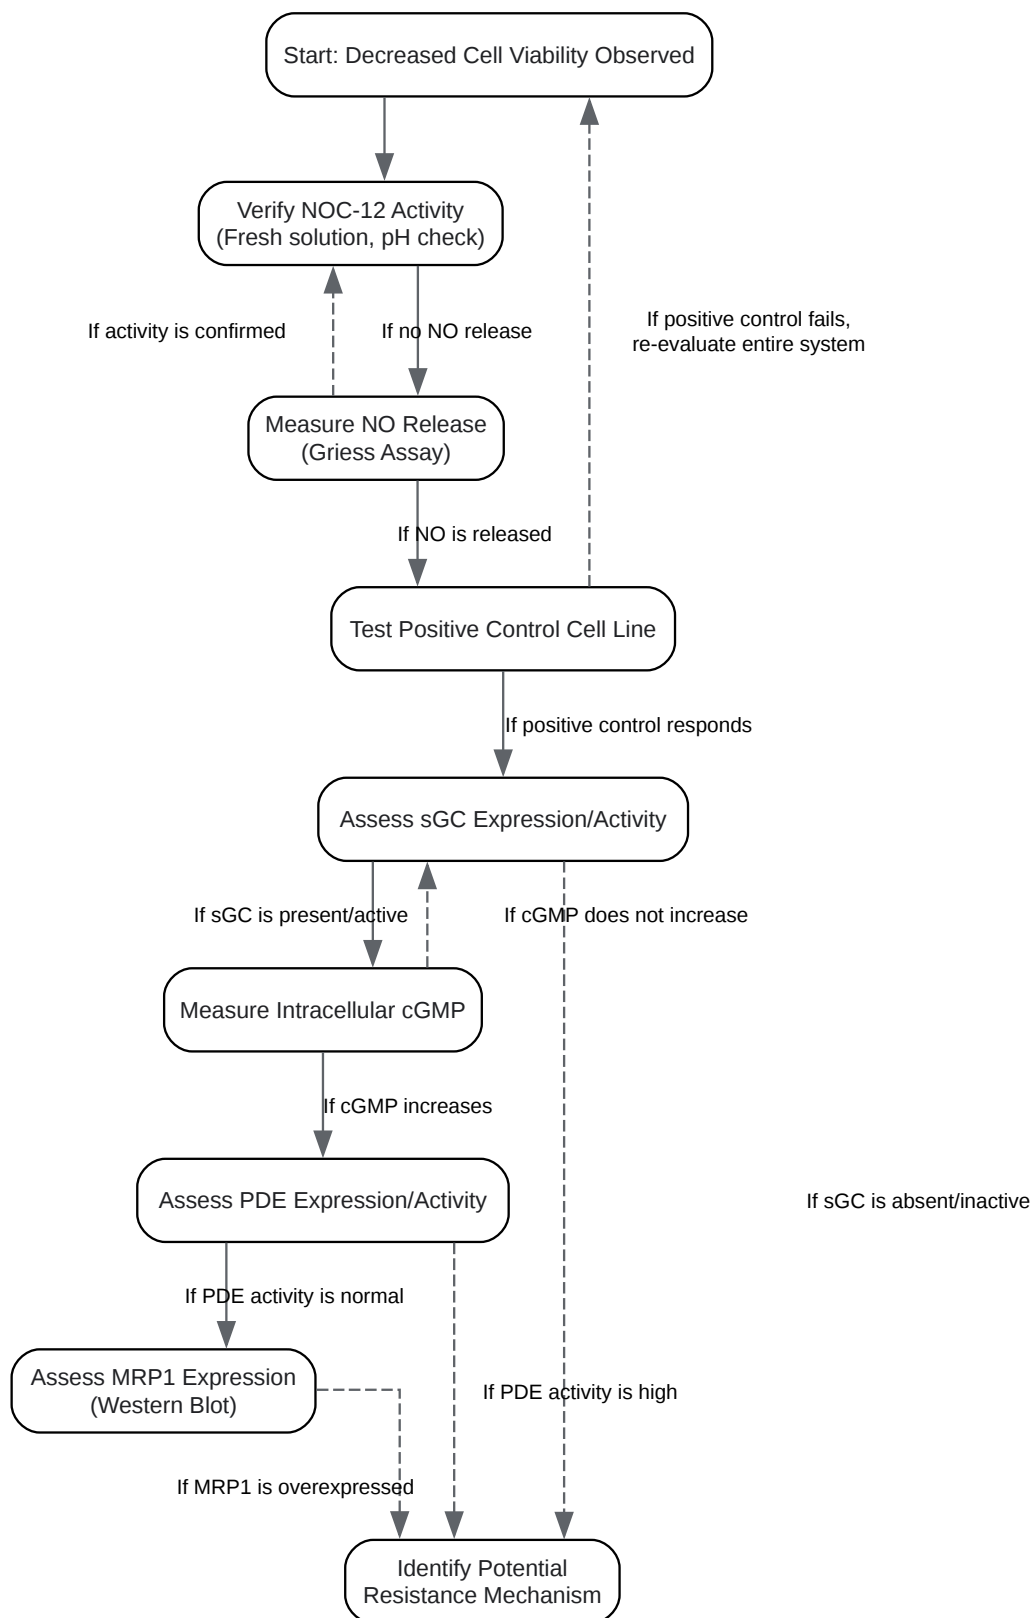 Start: Decreased Cell Viability Observed
Verify NOC-12 Activity
(Fresh solution, pH check)
If activity is confirmed
If no NO release
If positive control fails,
re-evaluate entire system
Measure NO Release
(Griess Assay)
If NO is released
Test Positive Control Cell Line
If positive control responds
Assess sGC Expression/Activity
If sGC is present/active
If cGMP does not increase
Measure Intracellular cGMP
If cGMP increases
Assess PDE Expression/Activity
If sGC is absent/inactive
If PDE activity is normal
Assess MRP1 Expression
(Western Blot)
If PDE activity is high
If MRP1 is overexpressed
Identify Potential
Resistance Mechanism